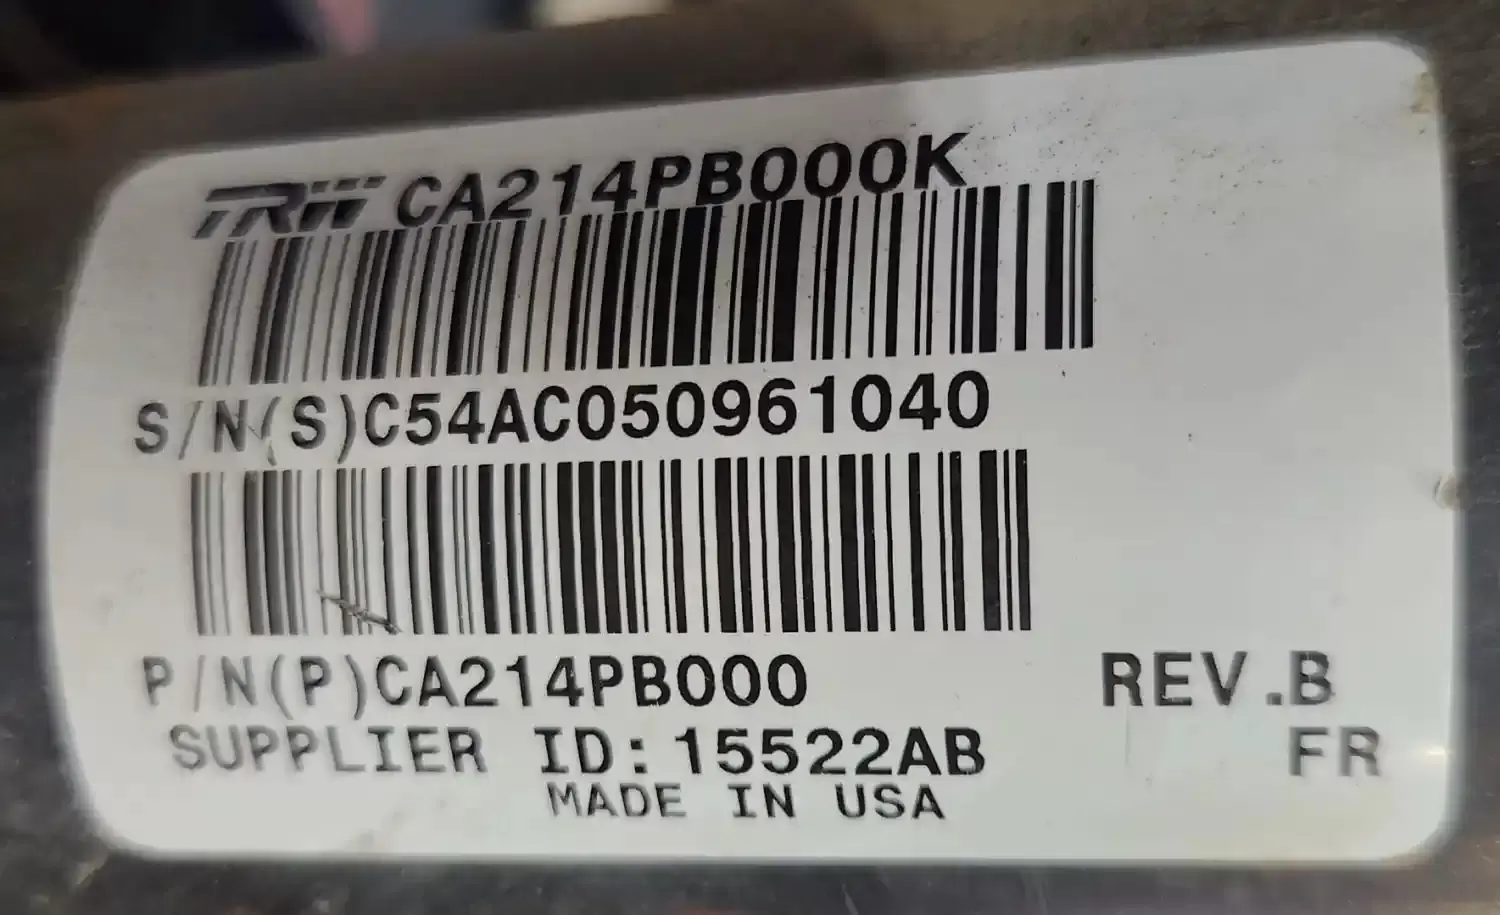 TRW CA214PB000K
S/N(S)C54AC050961040
P/N(P)CA214PB000 REV.B
SUPPLIER ID:15522AB FR
MADE IN USA